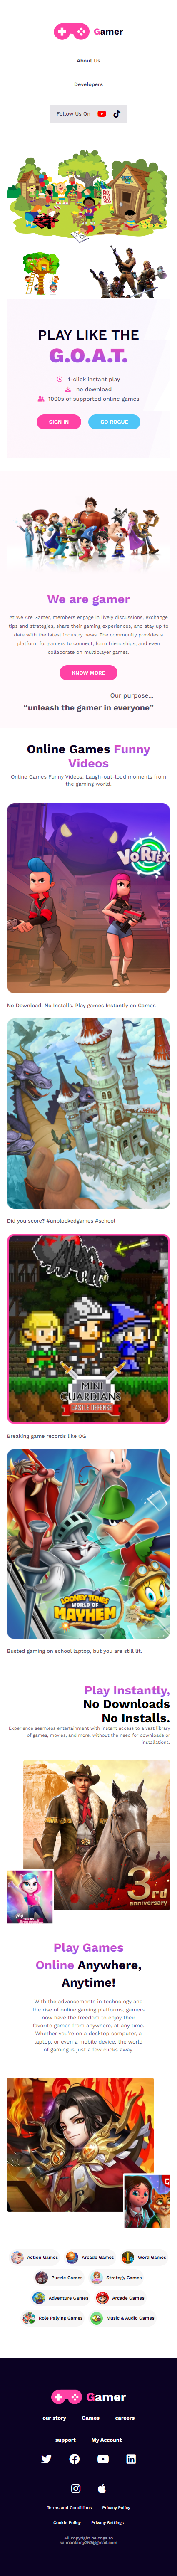 Gamer
About Us
Developers
Follow Us On
PLAY LIKE THE
G.O.A.T.
1-click instant play
no download
1000s of supported online games
SIGN IN
GO ROGUE
We are gamer
At We Are Gamer, members engage in lively discussions, exchange
tips and strategies, share their gaming experiences, and stay up to
date with the latest industry news. The community provides a
platform for gamers to connect, form friendships, and even
collaborate on multiplayer games.
KNOW MORE
Our purpose...
“unleash the gamer in everyone”
Online Games Funny
Videos
Online Games Funny Videos: Laugh-out-loud moments from
the gaming world.
VORTEX
No Download. No Installs. Play games Instantly on Gamer.
Did you score? #unblockedgames #school
MINI
GUARDIANS
CASTLE DEFENSE
Breaking game records like OG
LOONEY TUNES
WORLD OF
MAYHEM
Busted gaming on school laptop, but you are still lit.
Play Instantly,
No Downloads
No Installs.
Experience seamless entertainment with instant access to a vast library
of games, movies, and more, without the need for downloads or
installations.
3rd
anniversary
My
Play Games
Online Anywhere,
Anytime!
With the advancements in technology and
the rise of online gaming platforms, gamers
now have the freedom to enjoy their
favorite games from anywhere, at any time.
Whether you're on a desktop computer, a
laptop, or even a mobile device, the world
of gaming is just a few clicks away.
Action Games
Arcade Games
Word Games
Puzzle Games
Strategy Games
Adventure Games
Arcade Games
Role Palying Games
Music & Audio Games
Gamer
our story
Games
careers
support
My Account
Terms and Conditions
Privacy Policy
Cookie Policy
Privacy Settings
All copyright belongs to